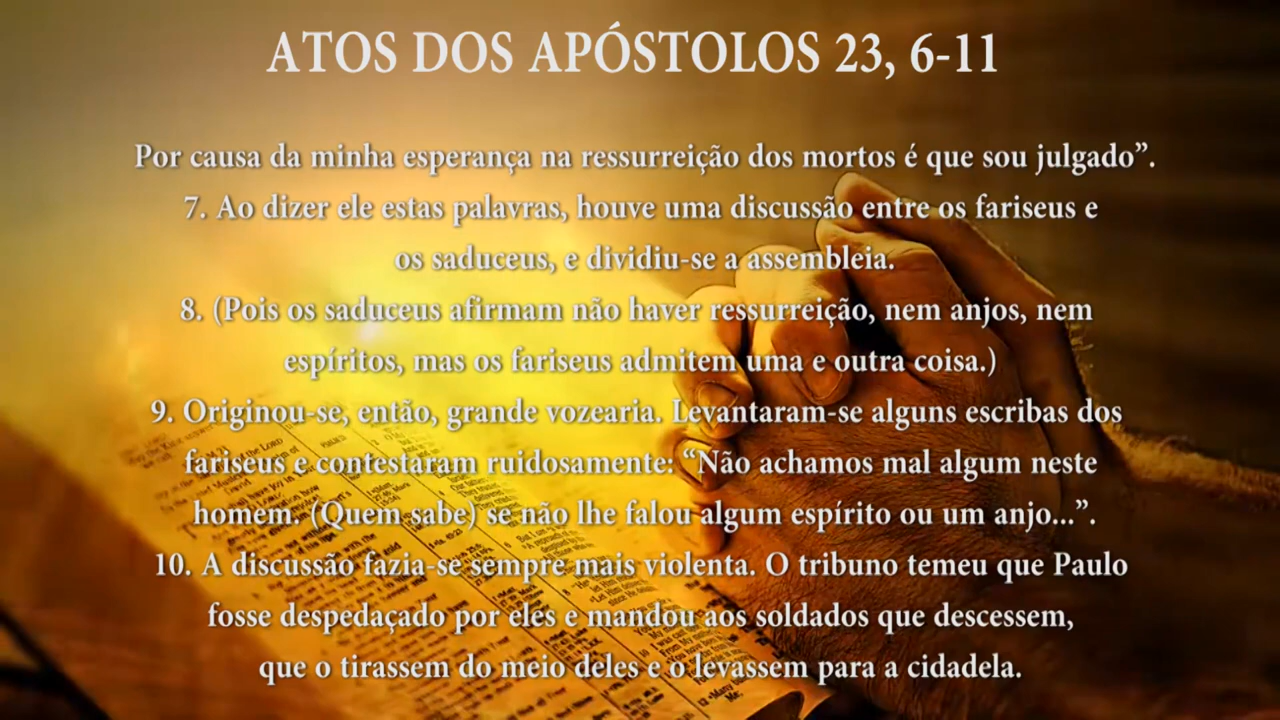 ATOS DOS APÓSTOLOS 23, 6-11
Por causa da minha esperança na ressurreição dos mortos é que sou julgado”.
7. Ao dizer ele estas palavras, houve uma discussão entre os fariseus e
os saduceus, e dividiu-se a assembleia.
8. (Pois os saduceus afirmam não haver ressurreição, nem anjos, nem
espíritos, mas os fariseus admitem uma e outra coisa.)
9. Originou-se, então, grande vozearia. Levantaram-se alguns escribas dos
fariseus e contestaram ruidosamente: “Não achamos mal algum neste
homem. (Quem sabe) se não lhe falou algum espírito ou um anjo...”.
10. A discussão fazia-se sempre mais violenta. O tribuno temeu que Paulo
fosse despedaçado por eles e mandou aos soldados que descessem,
que o tirassem do meio deles e o levassem para a cidadela.